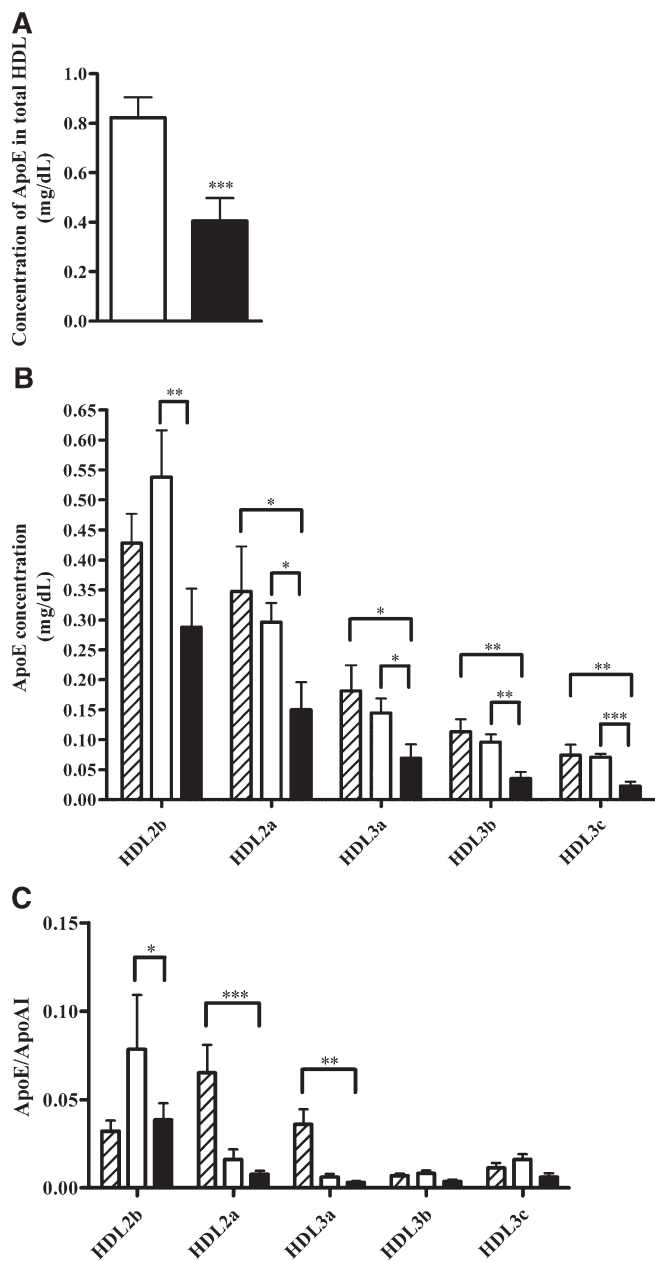 A
Concentration of ApoE in total HDL
(mg/dL)
1.0
0.8
0.6
0.4
0.2
0.0
***
B
ApoE concentration
(mg/dL)
0.65
0.60
0.55
0.50
0.45
0.40
0.35
0.30
0.25
0.20
0.15
0.10
0.05
0.00
**
*
*
*
*
**
**
**
***
HDL2b
HDL2a
HDL3a
HDL3b
HDL3c
C
ApoE/ApoAI
0.15
0.10
0.05
0.00
*
***
**
HDL2b
HDL2a
HDL3a
HDL3b
HDL3c